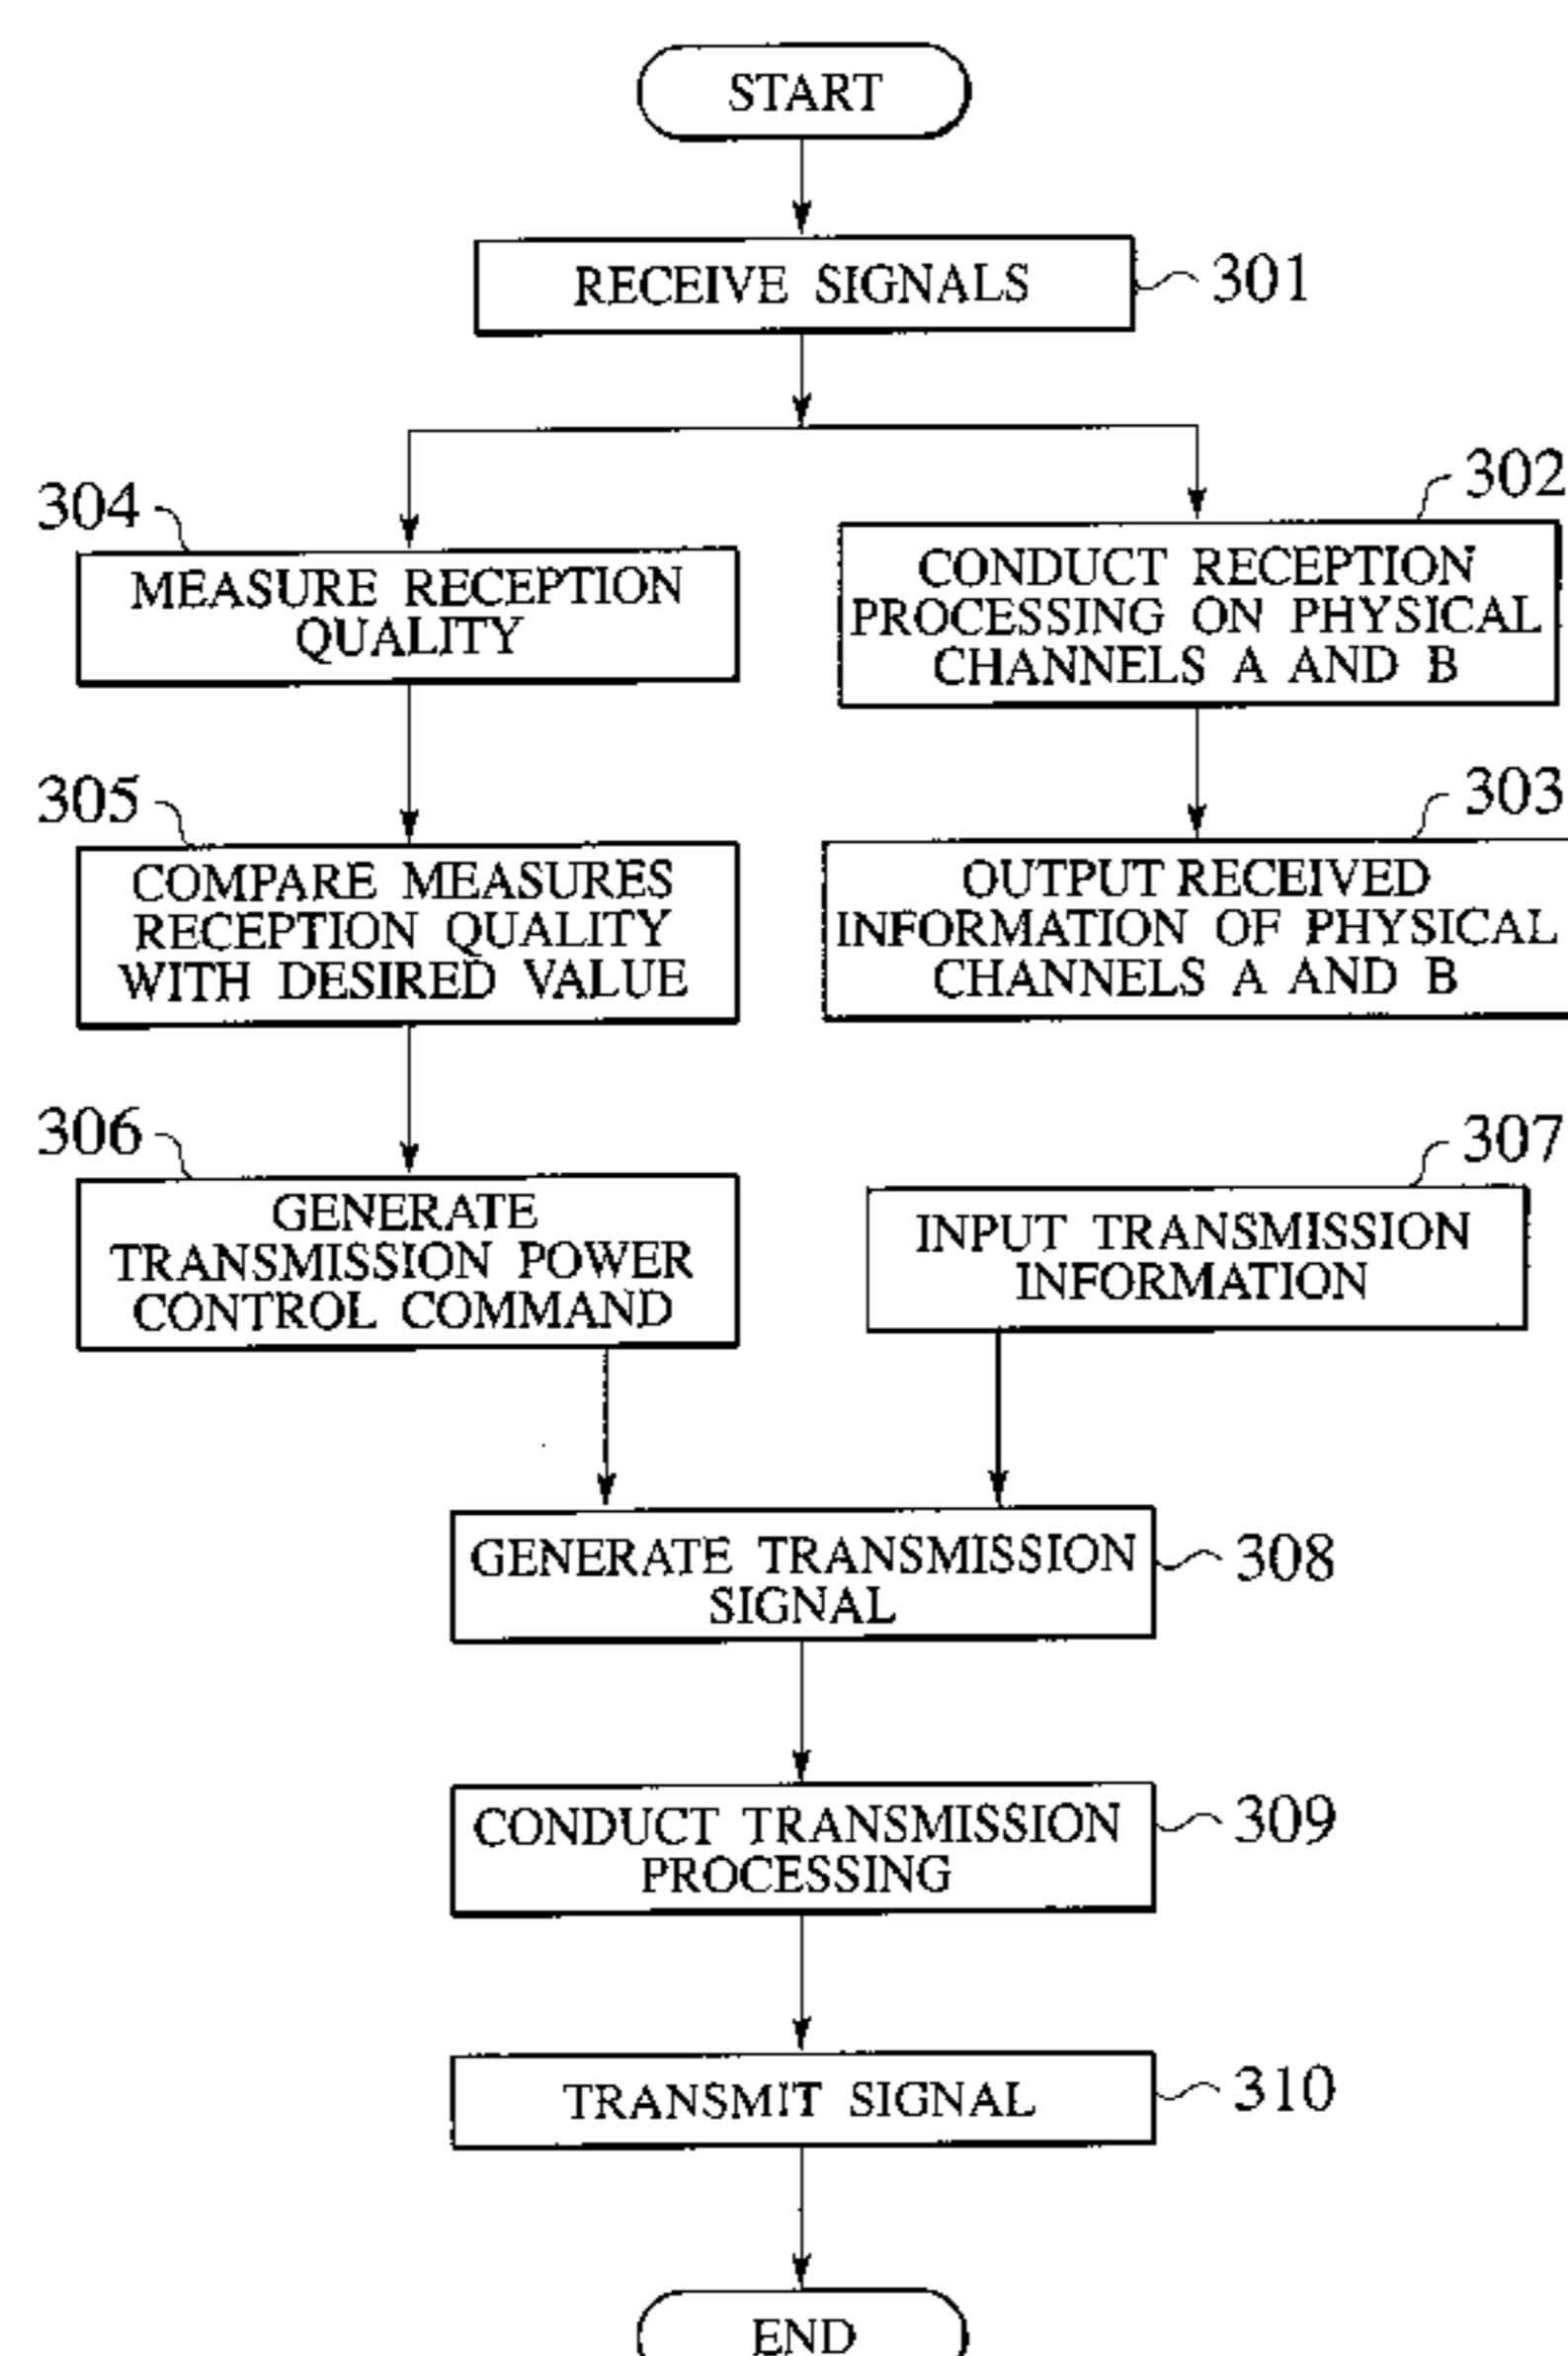 START
RECEIVE SIGNALS
301
304
MEASURE RECEPTION
QUALITY
302
CONDUCT RECEPTION
PROCESSING ON PHYSICAL
CHANNELS A AND B
305
COMPARE MEASURES
RECEPTION QUALITY
WITH DESIRED VALUE
303
OUTPUT RECEIVED
INFORMATION OF PHYSICAL
CHANNELS A AND B
306
GENERATE
TRANSMISSION POWER
CONTROL COMMAND
307
INPUT TRANSMISSION
INFORMATION
GENERATE TRANSMISSION
SIGNAL
308
CONDUCT TRANSMISSION
PROCESSING
309
TRANSMIT SIGNAL
310
END